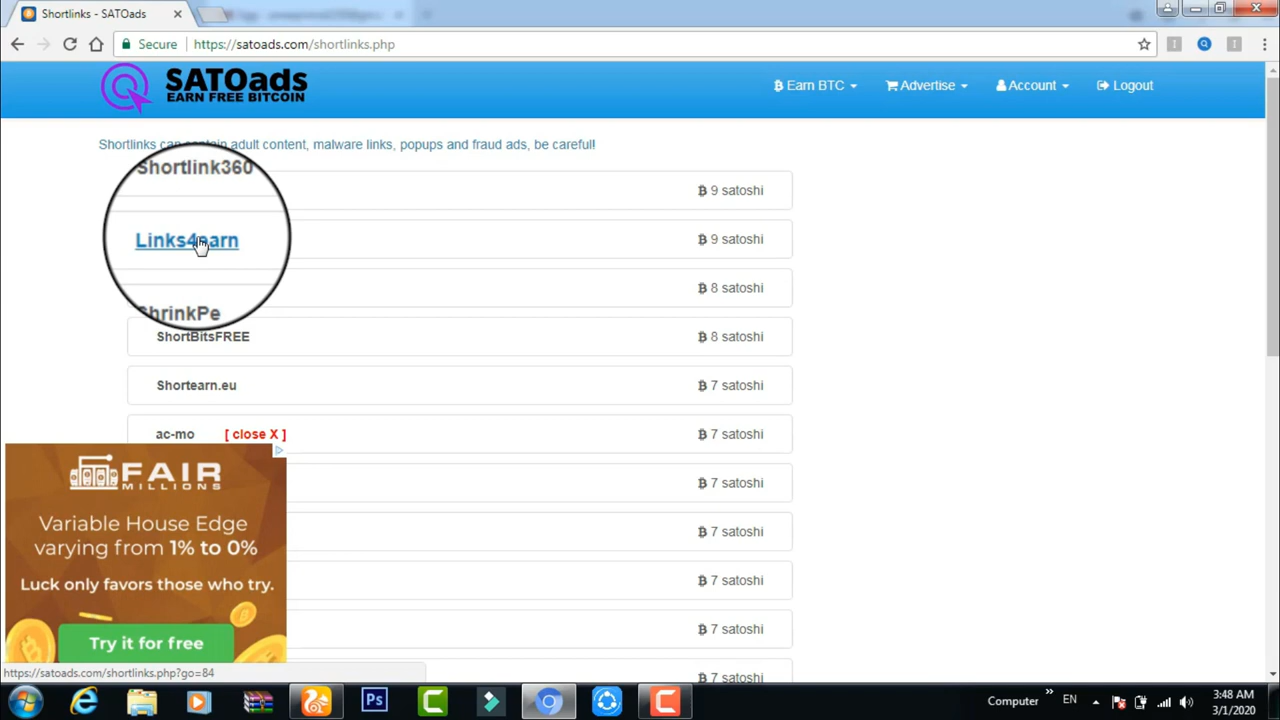 Shortlinks - SATOads
Secure https://satoads.com/shortlinks.php
SATOads
EARN FREE BITCOIN
Earn BTC
Advertise
Account
Logout
Shortlinks can contain adult content, malware links, popups and fraud ads, be careful!
Shortlink360
9 satoshi
Links4earn
9 satoshi
ShrinkPe
8 satoshi
ShortBitsFREE
8 satoshi
Shortearn.eu
7 satoshi
ac-mo
[ close X ]
7 satoshi
7 satoshi
7 satoshi
7 satoshi
7 satoshi
7 satoshi
FAIR
MILLIONS
Variable House Edge
varying from 1% to 0%
Luck only favors those who try.
Try it for free
https://satoads.com/shortlinks.php?go=84
Ps
Computer
EN
3:48 AM
3/1/2020